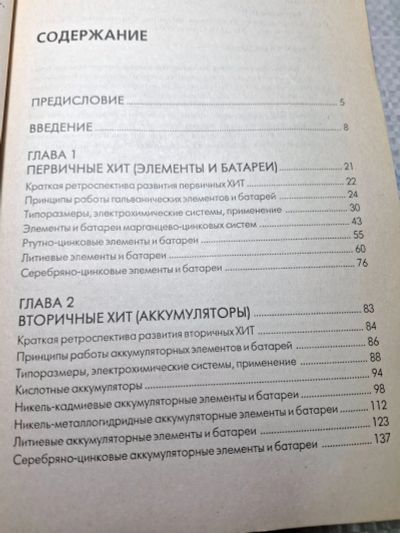 СОДЕРЖАНИЕ
ПРЕДИСЛОВИЕ 5
ВВЕДЕНИЕ 8
ГЛАВА 1
ПЕРВИЧНЫЕ ХИТ (ЭЛЕМЕНТЫ И БАТАРЕИ) 21
Краткая ретроспектива развития первичных ХИТ 22
Принципы работы гальванических элементов и батарей 24
Типоразмеры, электрохимические системы, применение 30
Элементы и батареи марганцево-цинковых систем 43
Ртутно-цинковые элементы и батареи 55
Литиевые элементы и батареи 60
Серебряно-цинковые элементы и батареи 76
ГЛАВА 2
ВТОРИЧНЫЕ ХИТ (АККУМУЛЯТОРЫ) 83
Краткая ретроспектива развития вторичных ХИТ 84
Принципы работы аккумуляторных элементов и батарей 86
Типоразмеры, электрохимические системы, применение 88
Кислотные аккумуляторы 94
Никель-кадмиевые аккумуляторные элементы и батареи 98
Никель-металлогидридные аккумуляторные элементы и батареи 112
Литиевые аккумуляторные элементы и батареи 123
Серебряно-цинковые аккумуляторные элементы и батареи 137